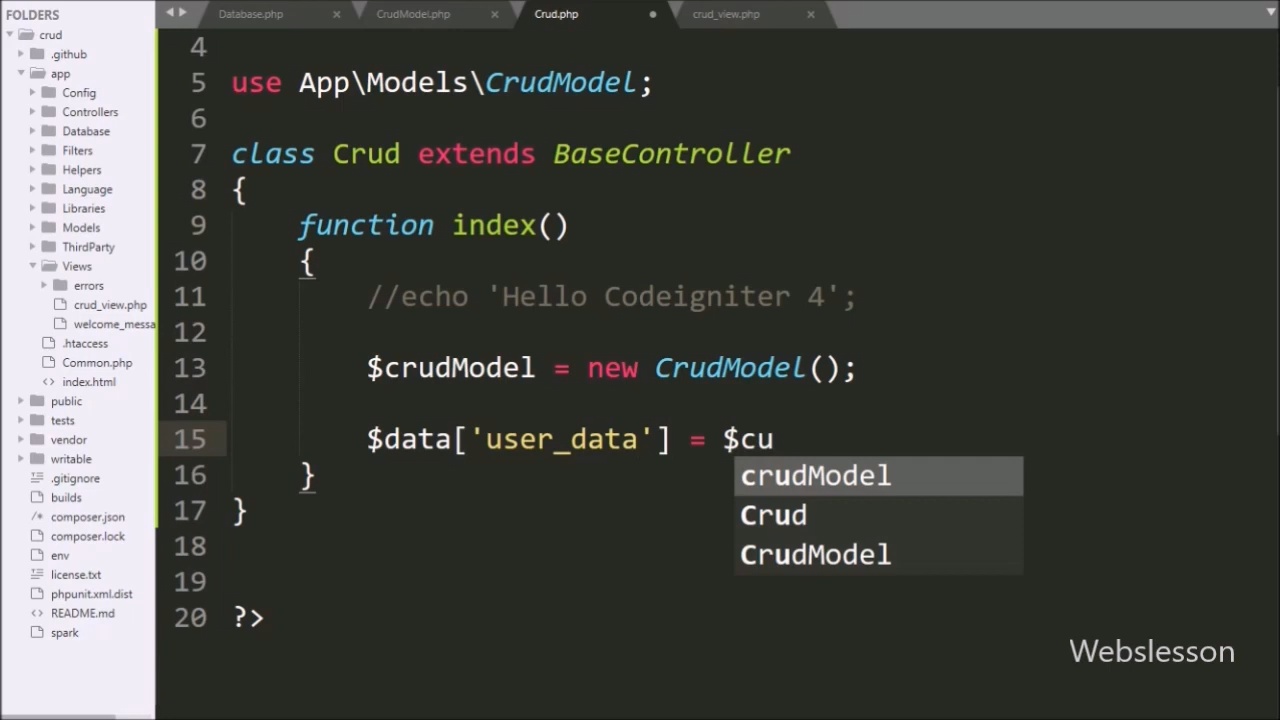 FOLDERS
crud
.github
app
Config
Controllers
Database
Filters
Helpers
Language
Libraries
Models
ThirdParty
Views
errors
crud_view.php
welcome_messa
.htaccess
Common.php
index.html
public
tests
vendor
writable
.gitignore
builds
composer.json
composer.lock
env
license.txt
phpunit.xml.dist
README.md
spark
Database.php CrudModel.php Crud.php crud_view.php
4
5 use App\Models\CrudModel;
6
7 class Crud extends BaseController
8 {
9 function index()
10 {
11 //echo 'Hello Codeigniter 4';
12
13 $crudModel = new CrudModel();
14
15 $data['user_data'] = $cu
crudModel
Crud
CrudModel
16 }
17 }
18
19
20 ?>
Webslesson